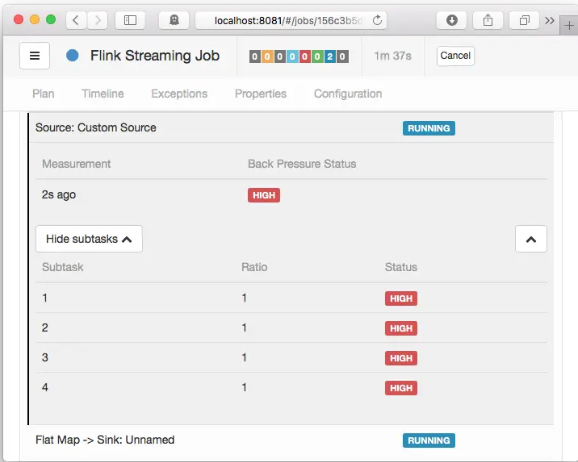 localhost:8081/#/jobs/156c3b5
Flink Streaming Job 0 0 0 0 0 0 2 0 1m 37s Cancel
Plan Timeline Exceptions Properties Configuration
Source: Custom Source RUNNING
Measurement Back Pressure Status
2s ago HIGH
Hide subtasks
Subtask Ratio Status
1 1 HIGH
2 1 HIGH
3 1 HIGH
4 1 HIGH
Flat Map -> Sink: Unnamed RUNNING